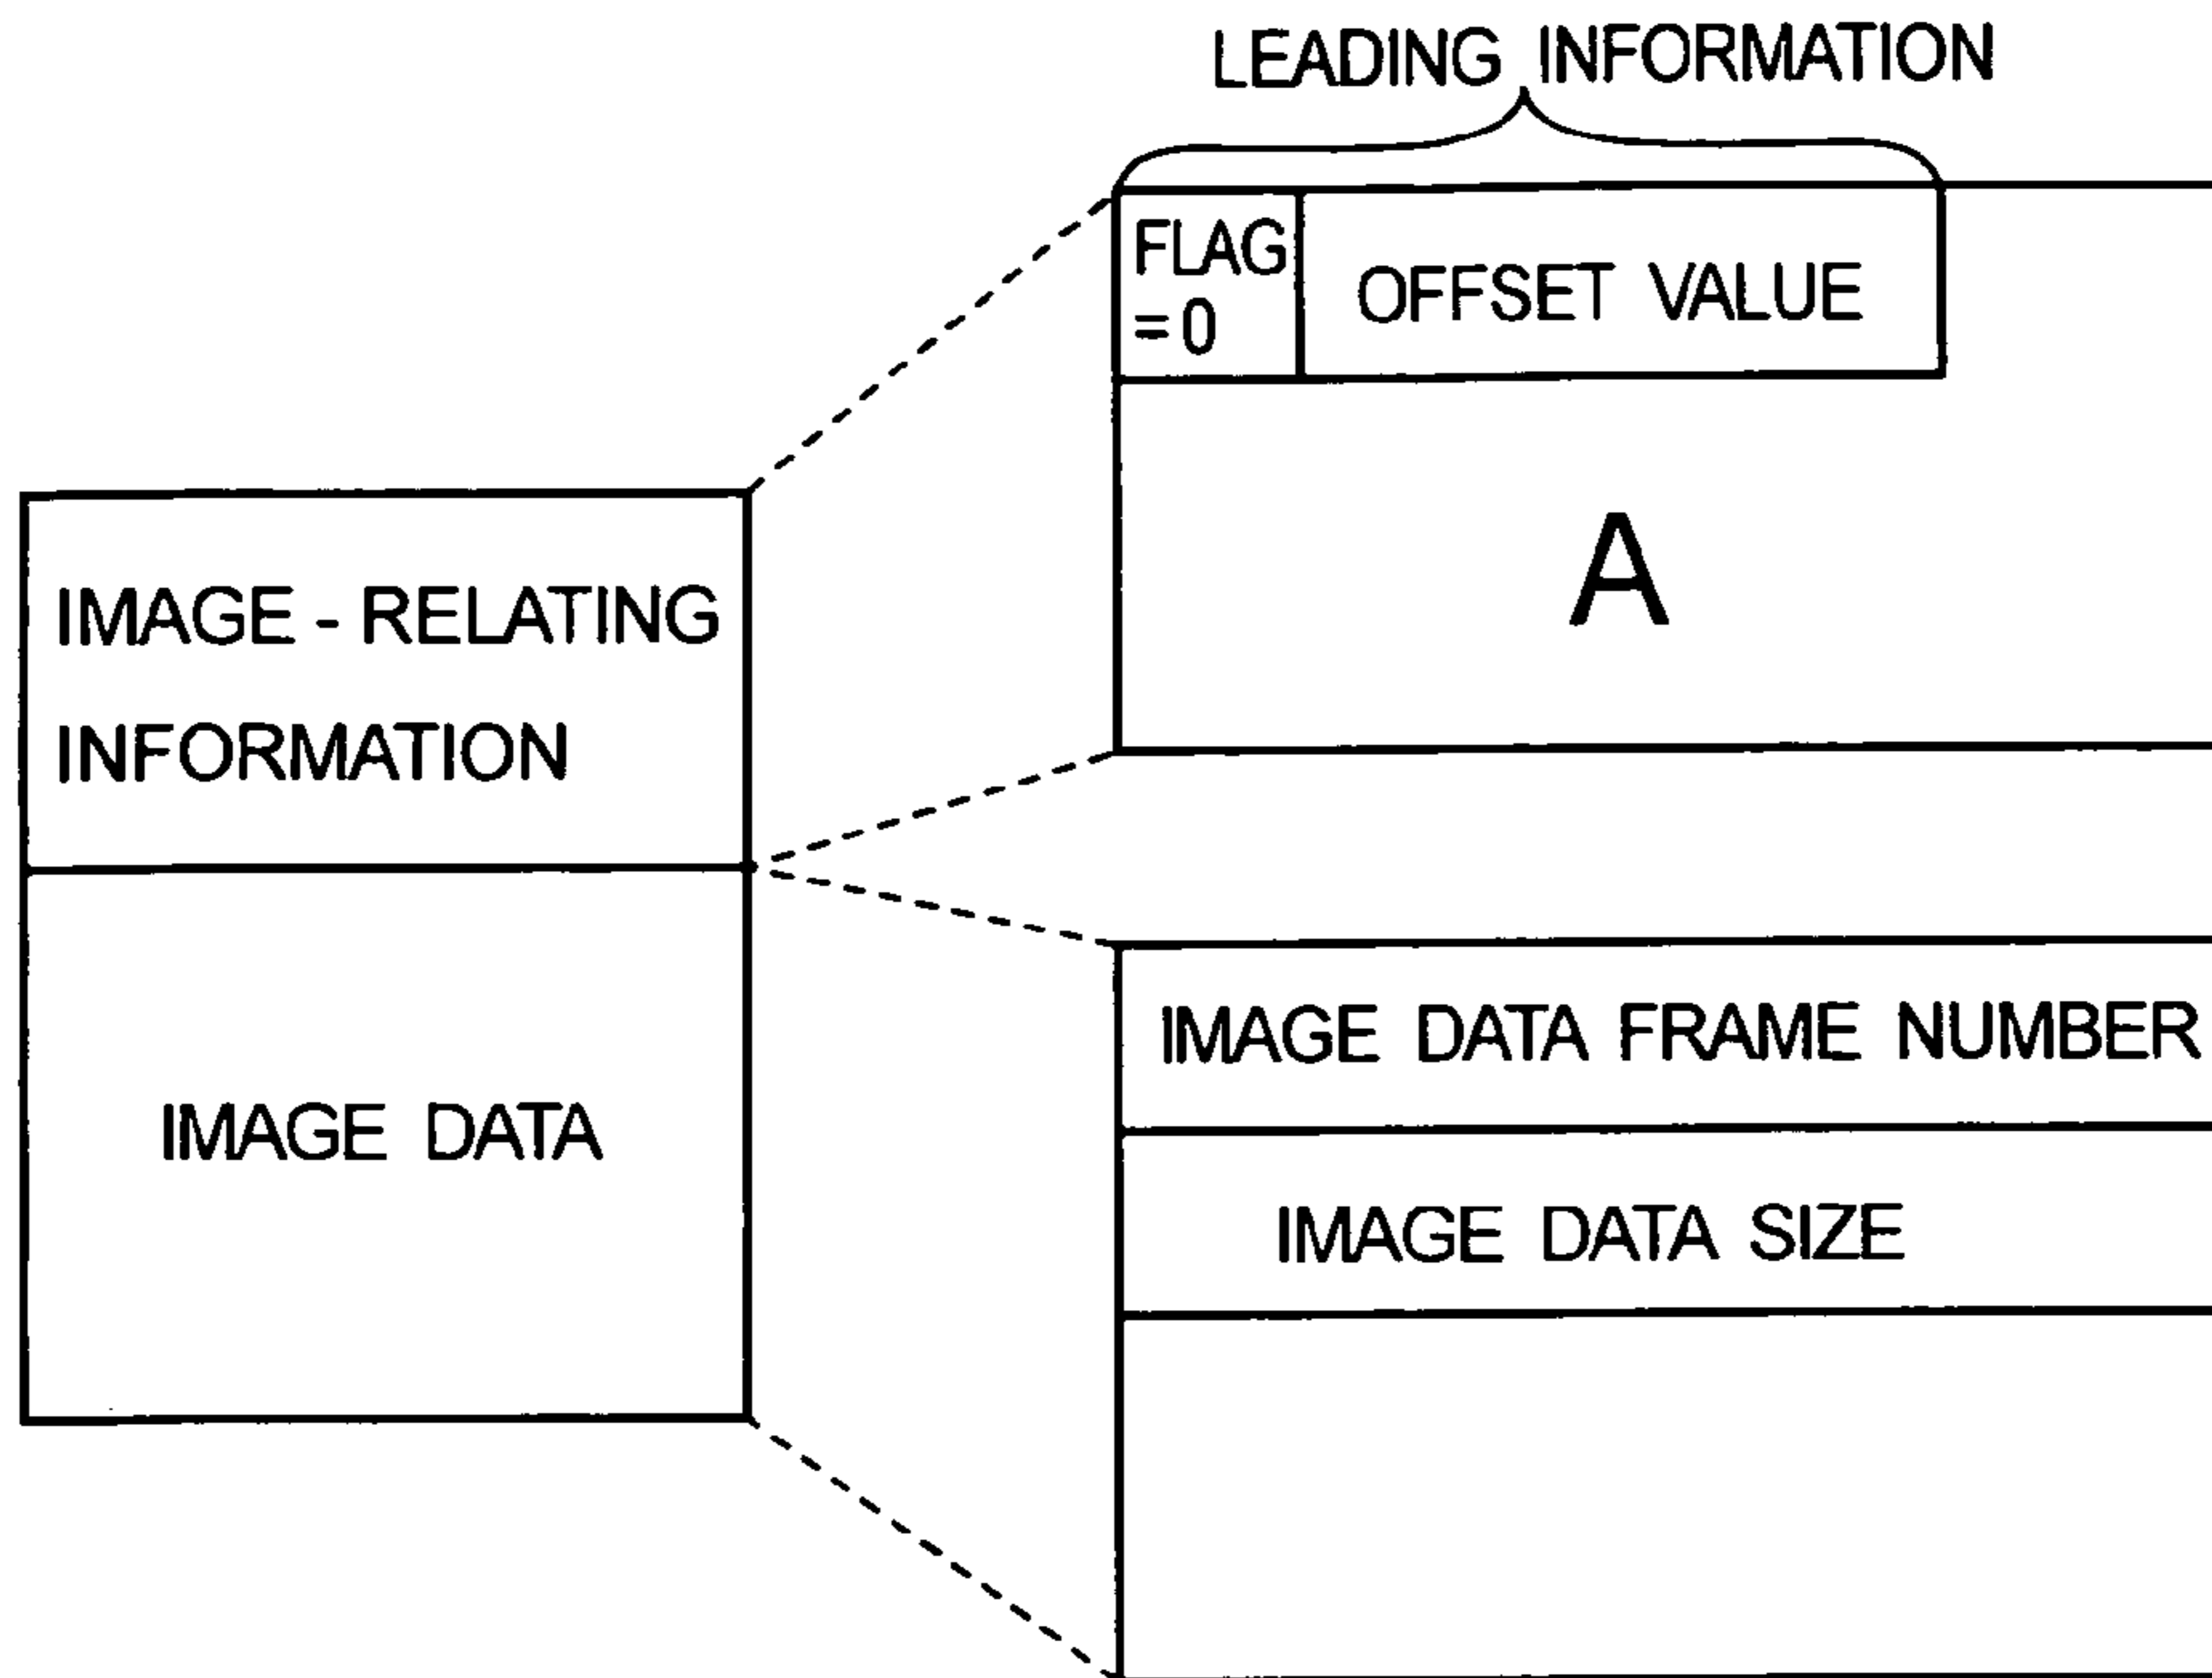 LEADING INFORMATION
FLAG
= 0
OFFSET VALUE
A
IMAGE - RELATING
INFORMATION
IMAGE DATA
IMAGE DATA FRAME NUMBER
IMAGE DATA SIZE